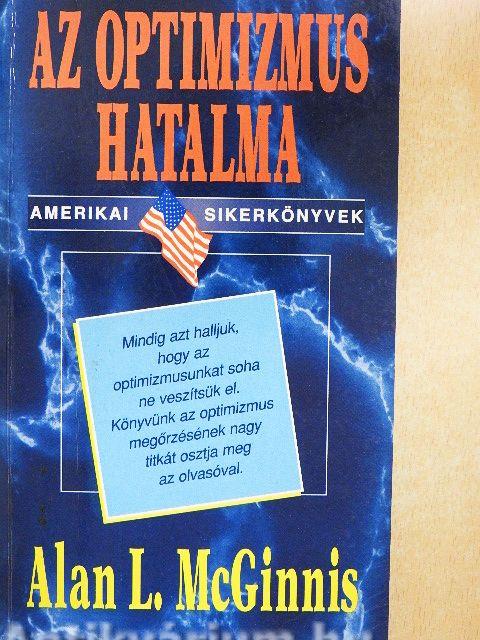 AZ OPTIMIZMUS
HATALMA
AMERIKAI SIKERKÖNYVEK
Mindig azt halljuk,
hogy az
optimizmusunkat soha
ne veszítsük el.
Könyvünk az optimizmus
megőrzésének nagy
titkát osztja meg
az olvasóval.
Alan L. McGinnis